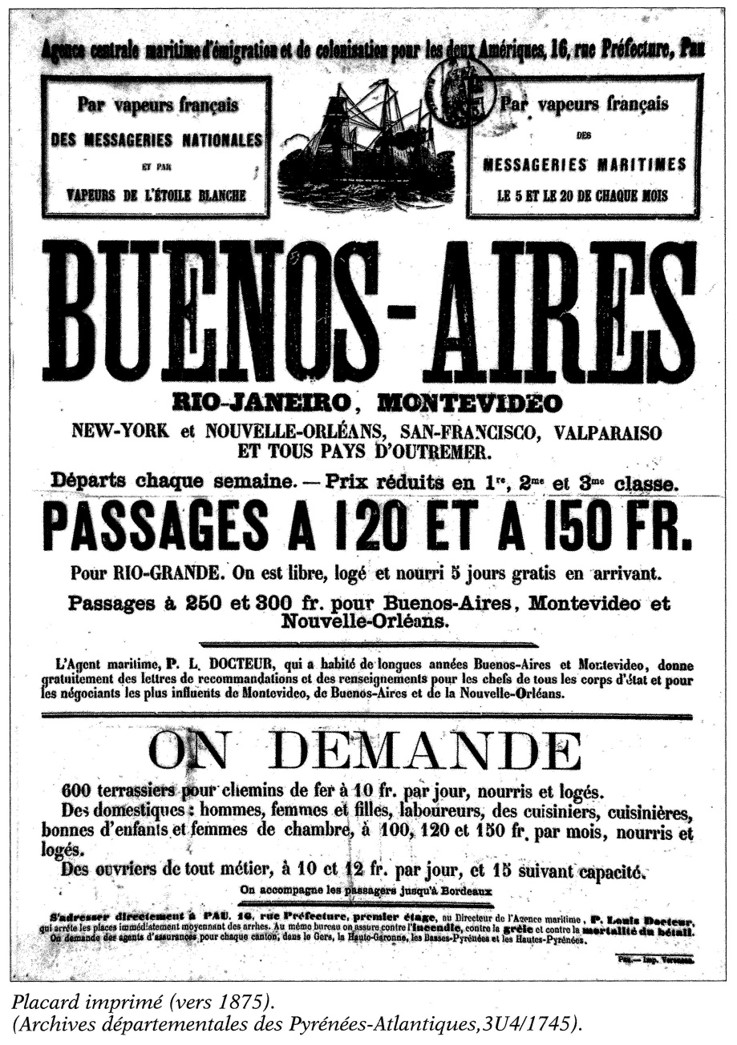 Agence centrale maritime d'émigration et de colonisation pour les deux Amériques, 16, rue Préfecture, Pau
Par vapeurs français
DES MESSAGERIES NATIONALES
ET PAR
VAPEURS DE L'ÉTOILE BLANCHE
Par vapeurs français
DES
MESSAGERIES MARITIMES
LE 5 ET LE 20 DE CHAQUE MOIS
BUENOS-AIRES
RIO-JANEIRO, MONTEVIDEO
NEW-YORK et NOUVELLE-ORLÉANS, SAN-FRANCISCO, VALPARAISO
ET TOUS PAYS D'OUTREMER.
Départs chaque semaine. — Prix réduits en 1re, 2me et 3me classe.
PASSAGES A 120 ET A 150 FR.
Pour RIO-GRANDE. On est libre, logé et nourri 5 jours gratis en arrivant.
Passages à 250 et 300 fr. pour Buenos-Aires, Montevideo et
Nouvelle-Orléans.
L'Agent maritime, P. L. DOCTEUR, qui a habité de longues années Buenos-Aires et Montevideo, donne
gratuitement des lettres de recommandations et des renseignements pour les chefs de tous les corps d'état et pour
les négociants les plus influents de Montevideo, de Buenos-Aires et de la Nouvelle-Orléans.
ON DEMANDE
600 terrassiers pour chemins de fer à 10 fr. par jour, nourris et logés.
Des domestiques : hommes, femmes et filles, laboureurs, des cuisiniers, cuisinières,
bonnes d'enfants et femmes de chambre, à 100, 120 et 150 fr. par mois, nourris et
logés.
Des ouvriers de tout métier, à 10 et 12 fr. par jour, et 15 suivant capacité.
On accompagne les passagers jusqu'à Bordeaux
S'adresser directement à PAU, 16, rue Préfecture, premier étage, au Directeur de l'Agence maritime, P. Louis Docteur,
qui arrête les places immédiatement moyennant des arrhes. Au même bureau on assure contre l'incendie, contre la grêle et contre la mortalité du bétail.
On demande des agents d'assurances pour chaque canton, dans le Gers, la Haute-Garonne, les Basses-Pyrénées et les Hautes-Pyrénées.
Pau.— Imp. Veronese.
Placard imprimé (vers 1875).
(Archives départementales des Pyrénées-Atlantiques,3U4/1745).